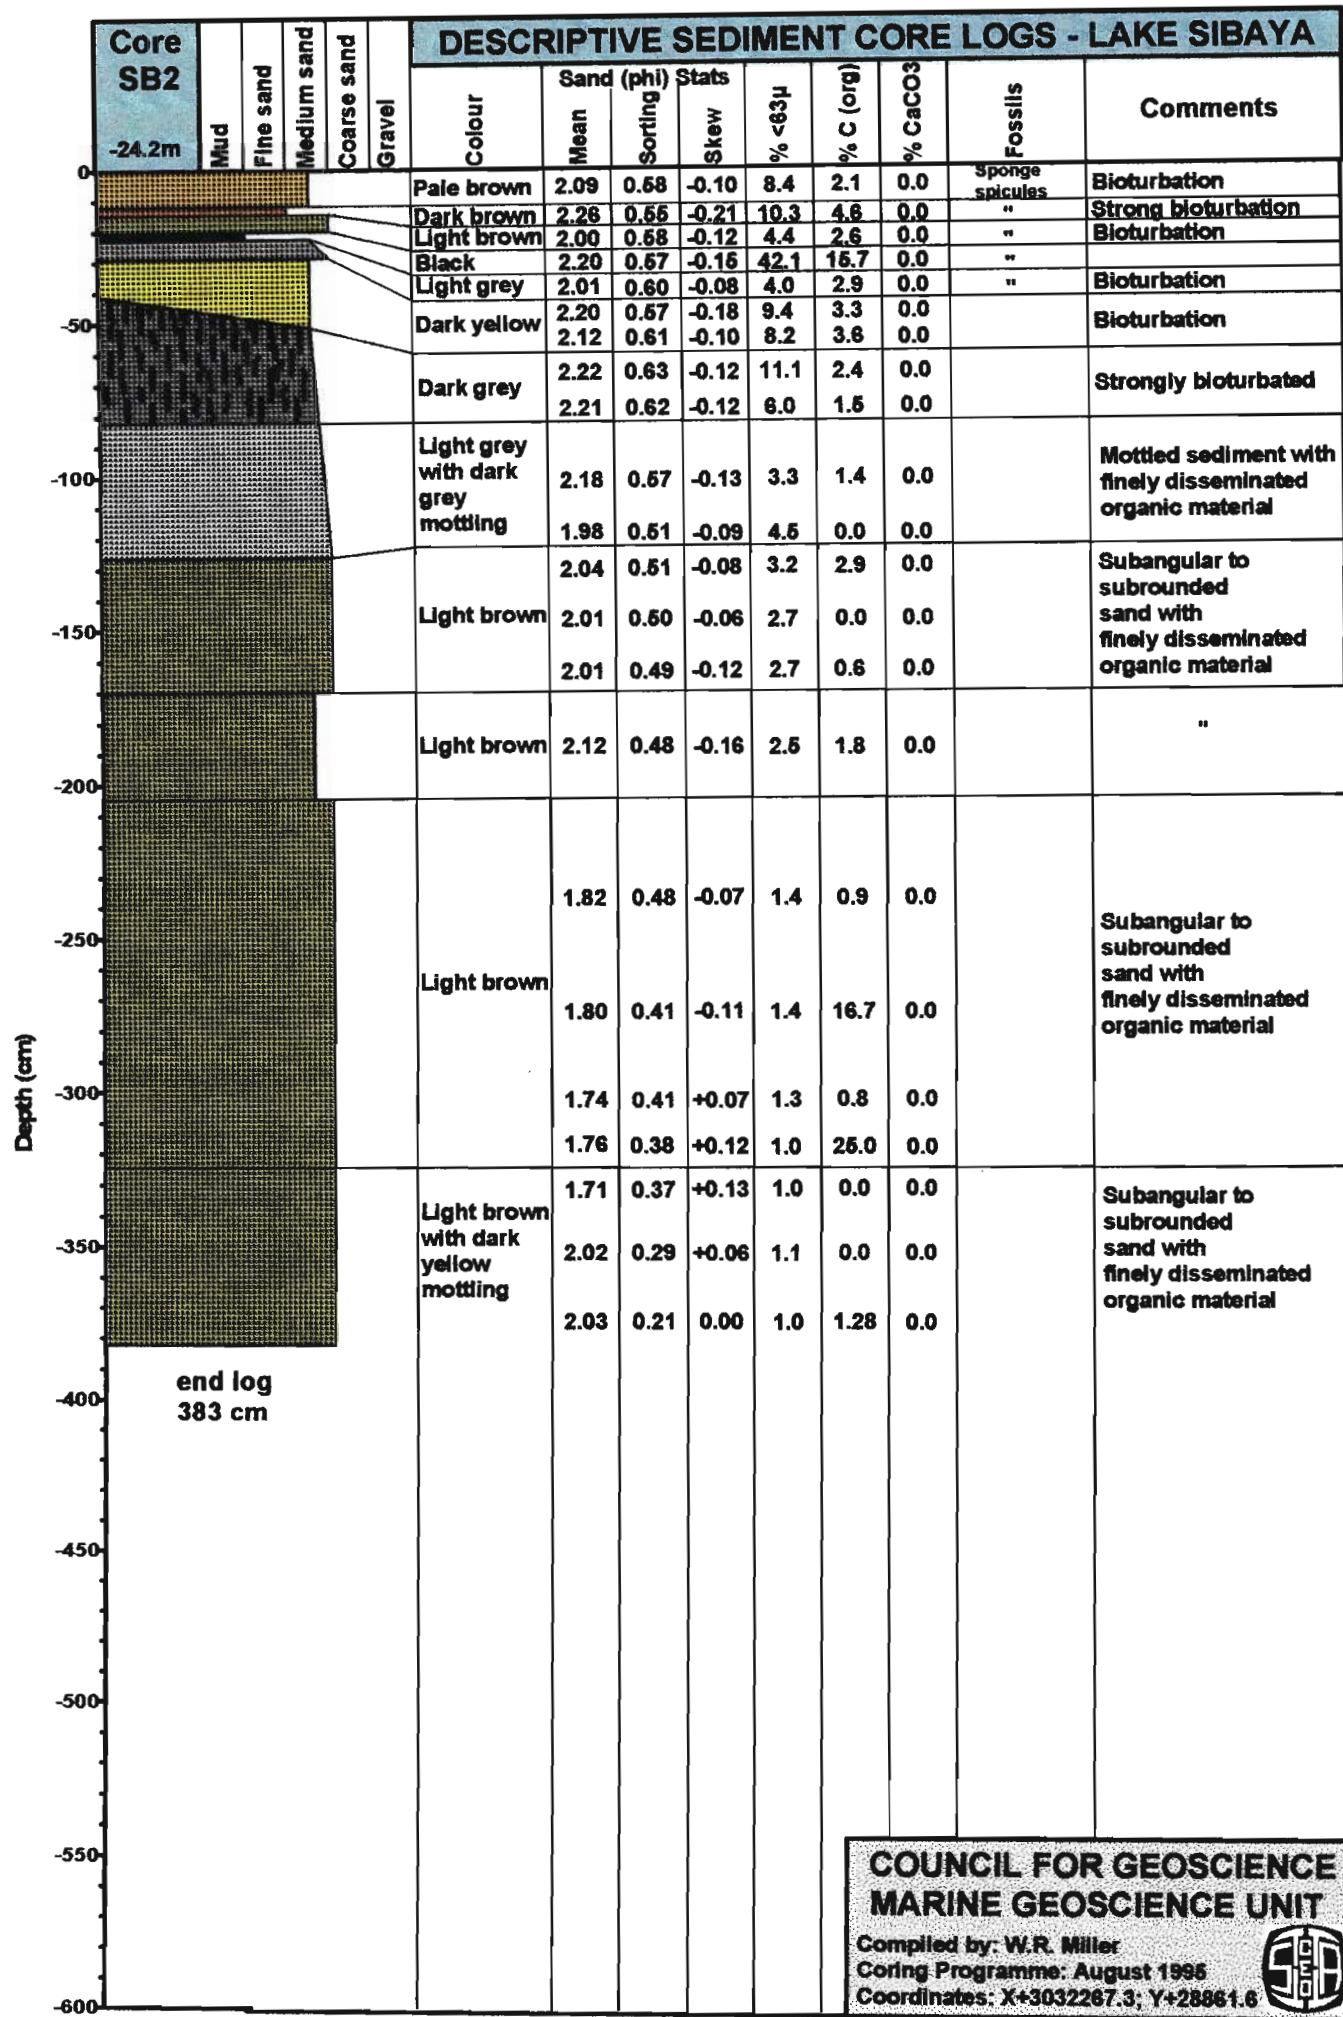 Core
SB2
-24.2m
Mud
Fine sand
Medium sand
Coarse sand
Gravel
DESCRIPTIVE SEDIMENT CORE LOGS - LAKE SIBAYA
Colour
Sand (phi) Stats
Mean
Sorting
Skew
% <63µ
% C (org)
% CaCO3
Fossils
Comments
Pale brown 2.09 0.58 -0.10 8.4 2.1 0.0 Sponge spicules Bioturbation
Dark brown 2.26 0.55 -0.21 10.3 4.6 0.0 " Strong bioturbation
Light brown 2.00 0.58 -0.12 4.4 2.6 0.0 " Bioturbation
Black 2.20 0.57 -0.15 42.1 15.7 0.0 "
Light grey 2.01 0.60 -0.08 4.0 2.9 0.0 " Bioturbation
Dark yellow
2.20 0.57 -0.18 9.4 3.3 0.0
2.12 0.61 -0.10 8.2 3.6 0.0
Bioturbation
Dark grey
2.22 0.63 -0.12 11.1 2.4 0.0
2.21 0.62 -0.12 6.0 1.5 0.0
Strongly bioturbated
Light grey
with dark
grey
mottling
2.18 0.57 -0.13 3.3 1.4 0.0
1.98 0.51 -0.09 4.5 0.0 0.0
Mottled sediment with
finely disseminated
organic material
Light brown
2.04 0.51 -0.08 3.2 2.9 0.0
2.01 0.50 -0.06 2.7 0.0 0.0
2.01 0.49 -0.12 2.7 0.6 0.0
Subangular to
subrounded
sand with
finely disseminated
organic material
Light brown 2.12 0.48 -0.16 2.5 1.8 0.0 "
Light brown
1.82 0.48 -0.07 1.4 0.9 0.0
1.80 0.41 -0.11 1.4 16.7 0.0
1.74 0.41 +0.07 1.3 0.8 0.0
1.76 0.38 +0.12 1.0 25.0 0.0
Subangular to
subrounded
sand with
finely disseminated
organic material
Light brown
with dark
yellow
mottling
1.71 0.37 +0.13 1.0 0.0 0.0
2.02 0.29 +0.06 1.1 0.0 0.0
2.03 0.21 0.00 1.0 1.28 0.0
Subangular to
subrounded
sand with
finely disseminated
organic material
Depth (cm)
0
-50
-100
-150
-200
-250
-300
-350
-400
-450
-500
-550
-600
end log
383 cm
COUNCIL FOR GEOSCIENCE
MARINE GEOSCIENCE UNIT
Compiled by: W.R. Miller
Coring Programme: August 1995
Coordinates: X+3032267.3; Y+28861.6
GEO